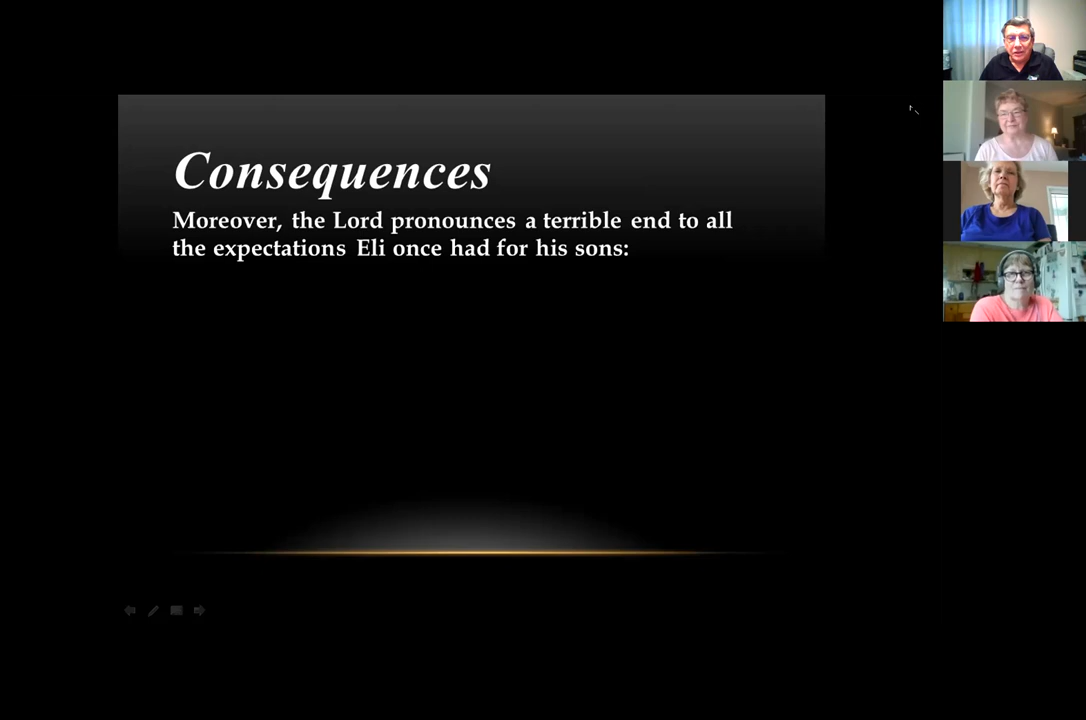 Consequences
Moreover, the Lord pronounces a terrible end to all
the expectations Eli once had for his sons: